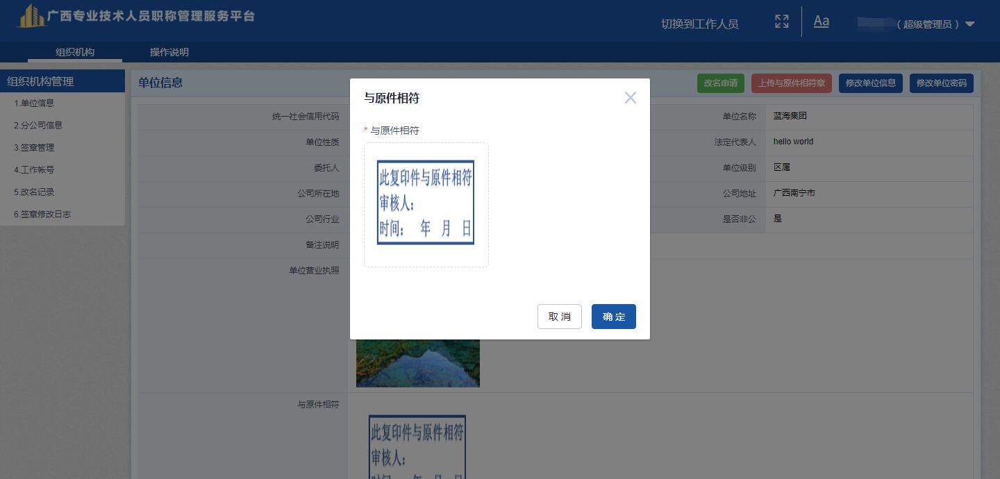 广西专业技术人员职称管理服务平台
切换到工作人员
Aa
（超级管理员）
组织机构
操作说明
组织机构管理
1.单位信息
2.分公司信息
3.签章管理
4.工作帐号
5.改名记录
6.签章修改日志
单位信息
改名申请
上传与原件相符章
修改单位信息
修改单位密码
统一社会信用代码
单位名称 蓝海集团
单位性质
法定代表人 hello world
委托人
单位级别 区属
公司所在地
公司地址 广西南宁市
公司行业
是否非公 是
备注说明
单位营业执照
与原件相符
此复印件与原件相符
审核人:
时间: 年 月 日
与原件相符
* 与原件相符
此复印件与原件相符
审核人:
时间: 年 月 日
取 消
确 定